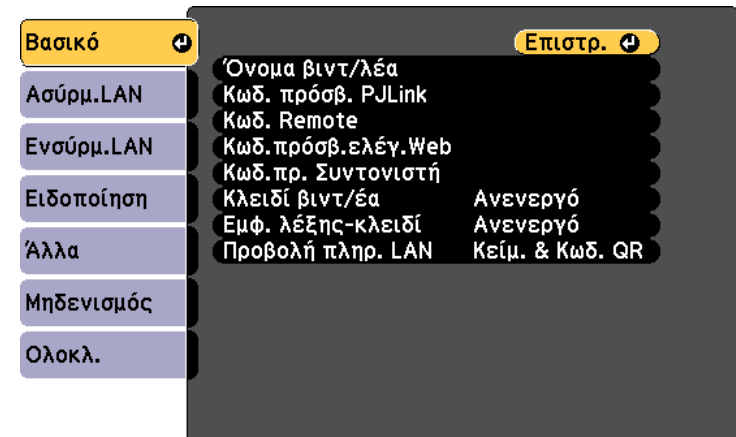 Βασικό
Ασύρμ.LAN
Ενσύρμ.LAN
Ειδοποίηση
Άλλα
Μηδενισμός
Ολοκλ.
Επιστρ.
Όνομα βιντ/λέα
Κωδ. πρόσβ. PJLink
Κωδ. Remote
Κωδ.πρόσβ.ελέγ.Web
Κωδ.πρ. Συντονιστή
Κλειδί βιντ/έα Ανενεργό
Εμφ. λέξης-κλειδί Ανενεργό
Προβολή πληρ. LAN Κείμ. & Κωδ. QR